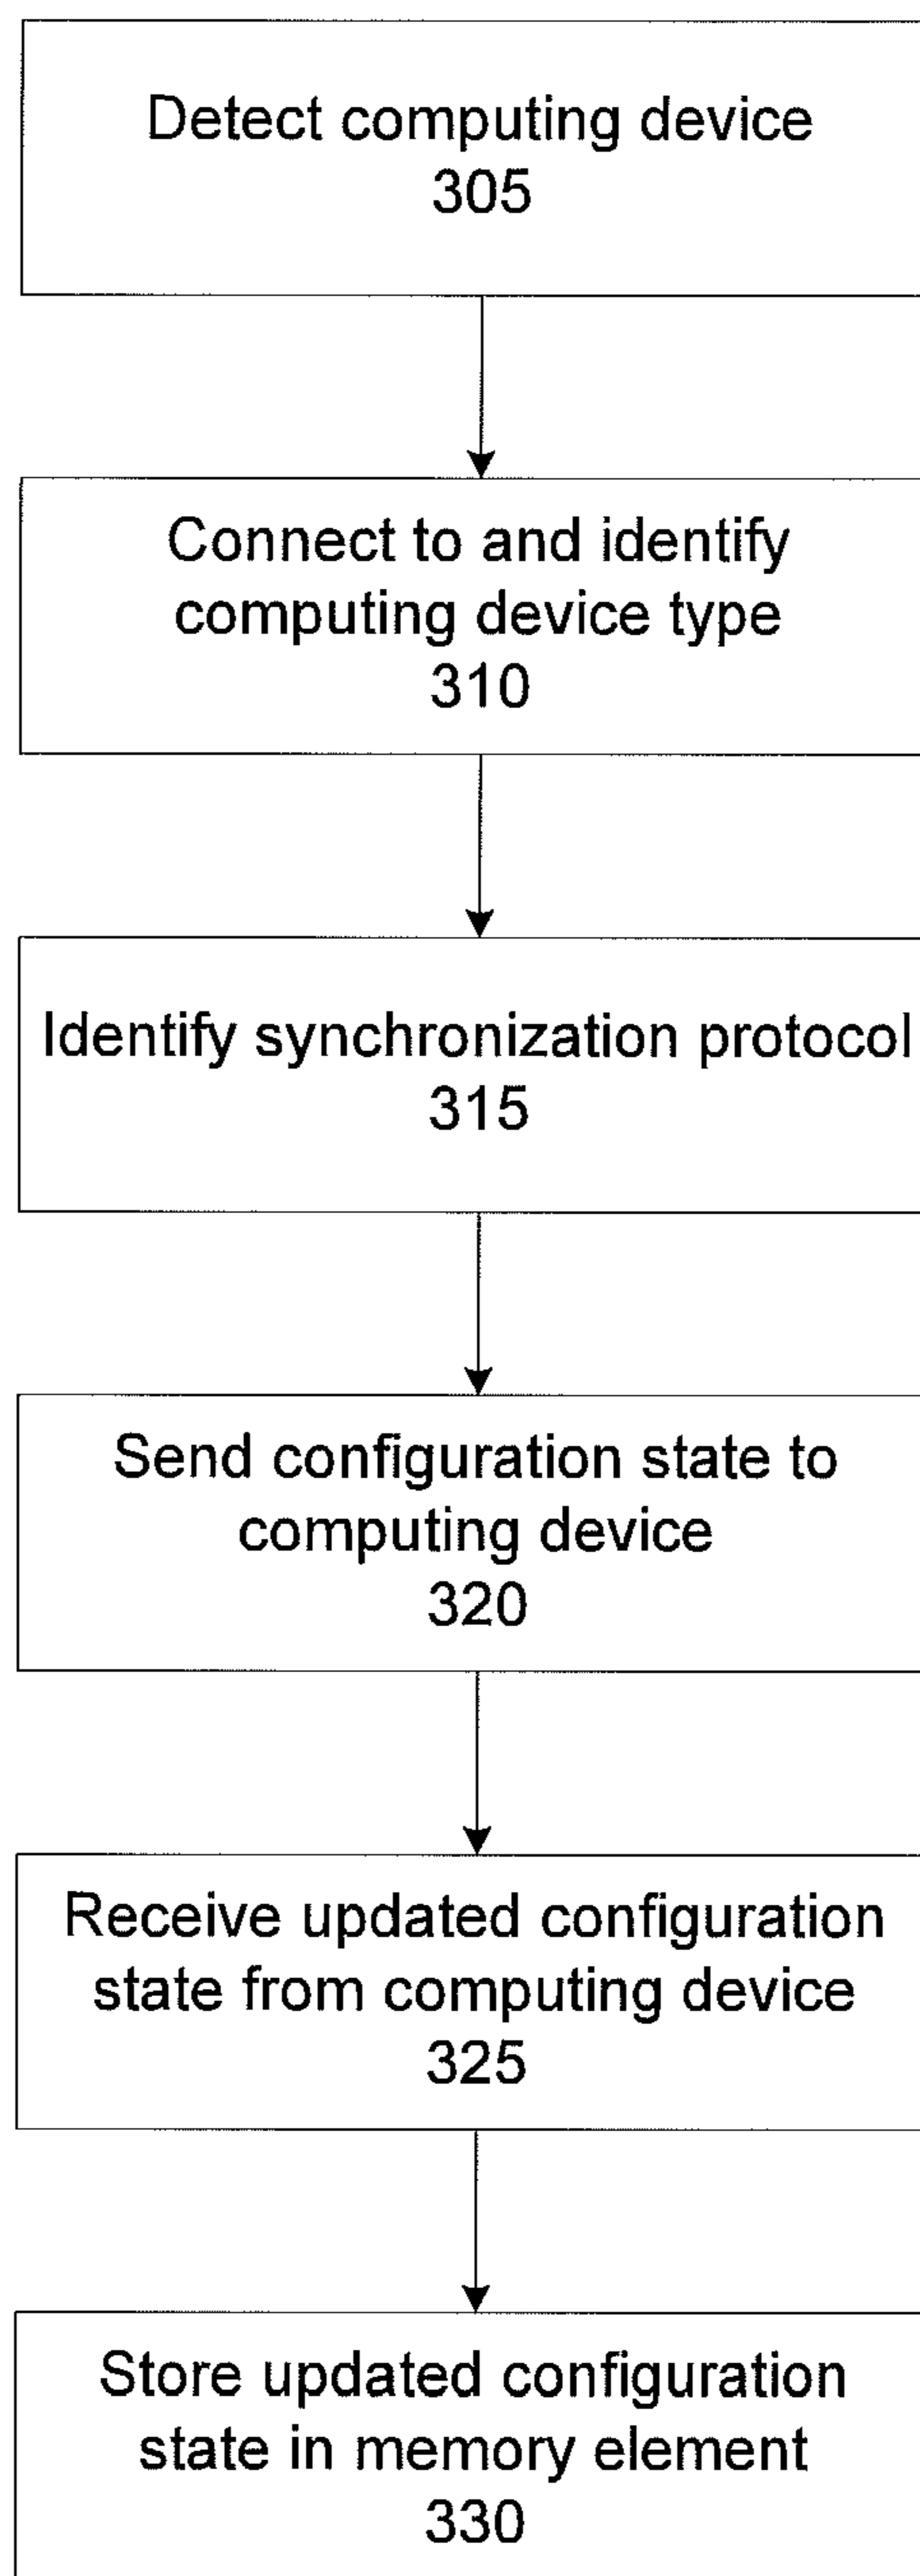 Detect computing device
305
Connect to and identify
computing device type
310
Identify synchronization protocol
315
Send configuration state to
computing device
320
Receive updated configuration
state from computing device
325
Store updated configuration
state in memory element
330